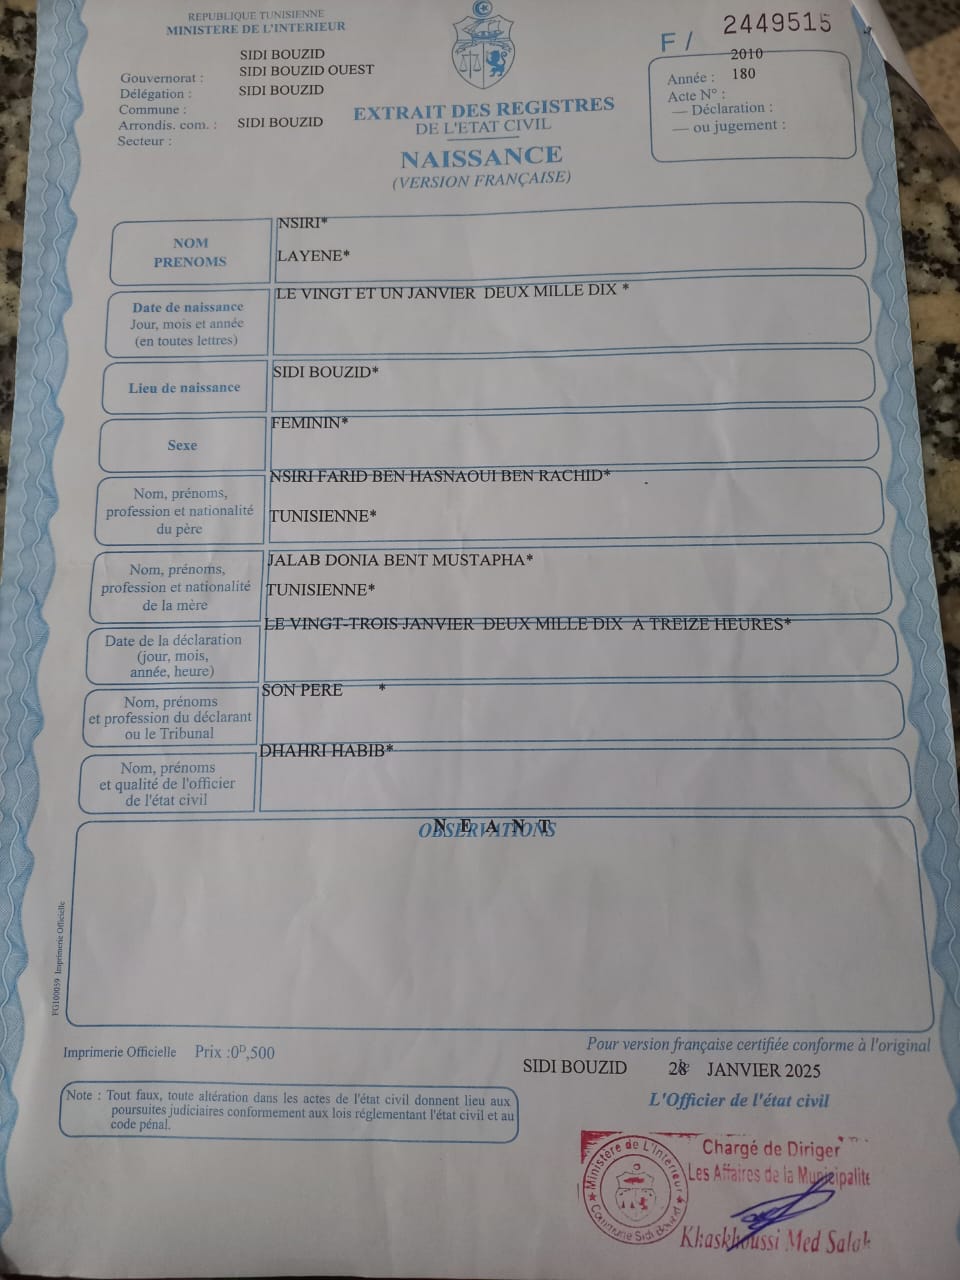 REPUBLIQUE TUNISIENNE
MINISTERE DE L'INTERIEUR
SIDI BOUZID
Gouvernorat : SIDI BOUZID OUEST
Délégation : SIDI BOUZID
Commune :
Arrondis. com. : SIDI BOUZID
Secteur :
EXTRAIT DES REGISTRES
DE L'ETAT CIVIL
NAISSANCE
(VERSION FRANÇAISE)
F / 2449515
2010
Année : 180
Acte N° :
— Déclaration :
— ou jugement :
NOM
PRENOMS
NSIRI*
LAYENE*
Date de naissance
Jour, mois et année
(en toutes lettres)
LE VINGT ET UN JANVIER DEUX MILLE DIX *
Lieu de naissance
SIDI BOUZID*
Sexe
FEMININ*
Nom, prénoms,
profession et nationalité
du père
NSIRI FARID BEN HASNAOUI BEN RACHID*
TUNISIENNE*
Nom, prénoms,
profession et nationalité
de la mère
JALAB DONIA BENT MUSTAPHA*
TUNISIENNE*
Date de la déclaration
(jour, mois,
année, heure)
LE VINGT-TROIS JANVIER DEUX MILLE DIX A TREIZE HEURES*
Nom, prénoms
et profession du déclarant
ou le Tribunal
SON PERE *
Nom, prénoms
et qualité de l'officier
de l'état civil
DHAHRI HABIB*
OBSERVATIONS
N E A N T
FG100059 Imprimerie Officielle
Imprimerie Officielle Prix :0D,500
Pour version française certifiée conforme à l'original
SIDI BOUZID JANVIER 2025
L'Officier de l'état civil
Note : Tout faux, toute altération dans les actes de l'état civil donnent lieu aux
poursuites judiciaires conformement aux lois réglementant l'état civil et au
code pénal.
Ministère de L'Interieur
Commune Sidi Bouzid
Chargé de Diriger
Les Affaires de la Municipalité
Khaskhoussi Med Salah